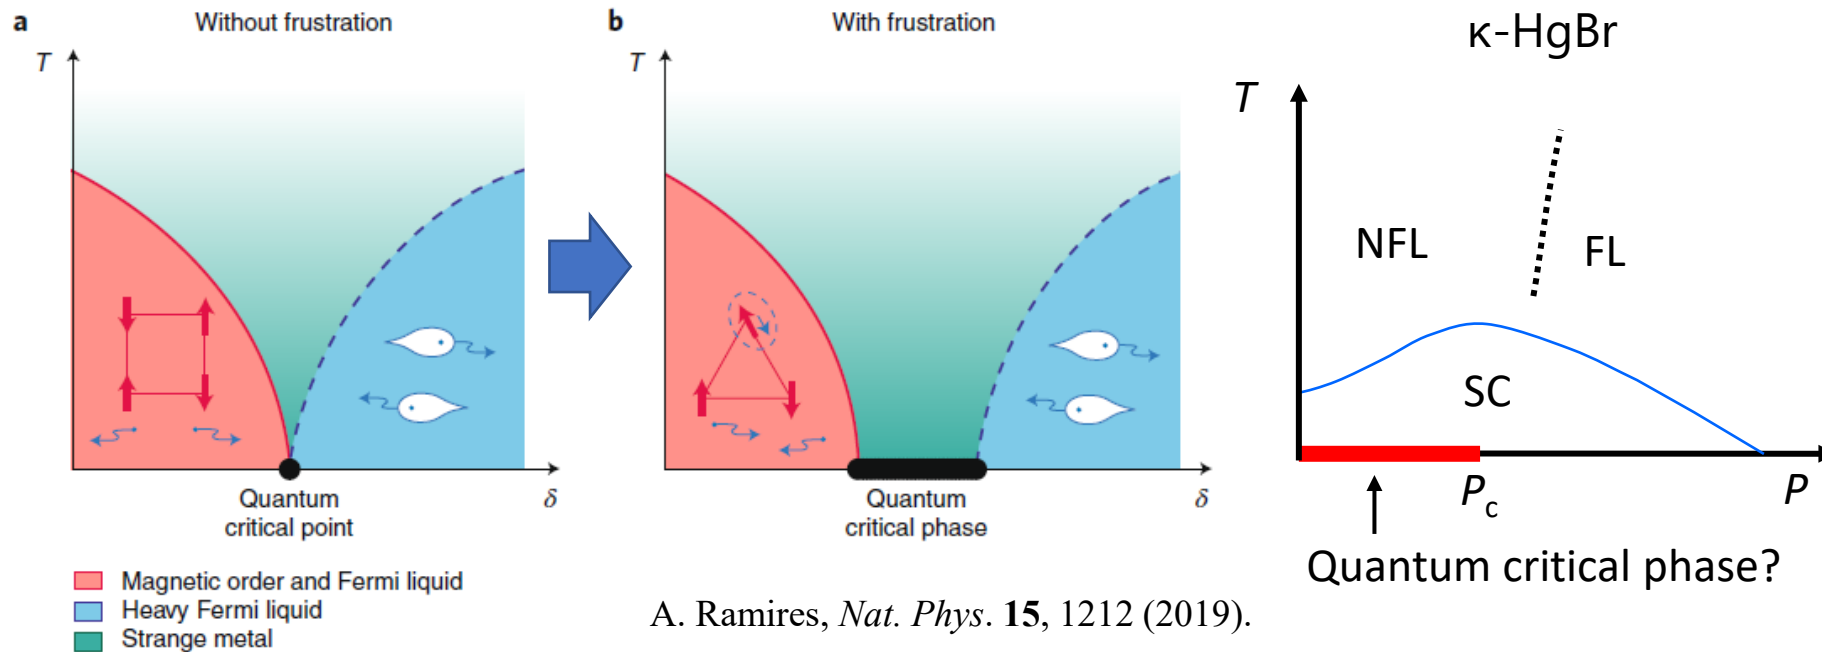 a
Without frustration
T
Quantum
critical point
δ
Magnetic order and Fermi liquid
Heavy Fermi liquid
Strange metal
b
With frustration
T
Quantum
critical phase
δ
A. Ramires, Nat. Phys. 15, 1212 (2019).
κ-HgBr
T
NFL
FL
SC
Pc
P
Quantum critical phase?